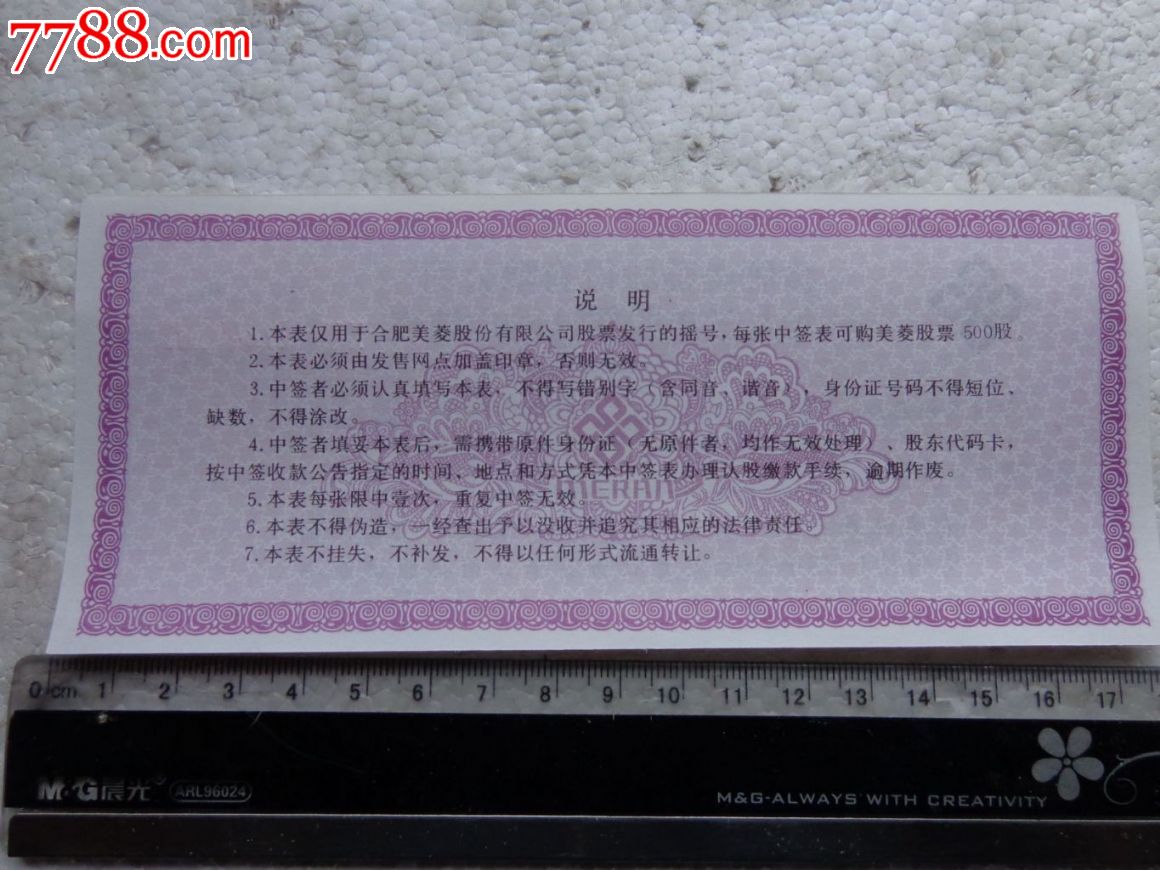 7788.com
说 明
1.本表仅用于合肥美菱股份有限公司股票发行的摇号，每张中签表可购美菱股票 500股。
2.本表必须由发售网点加盖印章，否则无效。
3.中签者必须认真填写本表，不得写错别字（含同音、谐音），身份证号码不得短位、
缺数，不得涂改。
4.中签者填妥本表后，需携带原件身份证（无原件者，均作无效处理）、股东代码卡，
按中签收款公告指定的时间、地点和方式凭本中签表办理认股缴款手续，逾期作废。
MERAN
5.本表每张限中壹次，重复中签无效。
6.本表不得伪造，一经查出予以没收并追究其相应的法律责任。
7.本表不挂失，不补发，不得以任何形式流通转让。
0 cm 1 2 3 4 5 6 7 8 9 10 11 12 13 14 15 16 17
M&G晨光 ARL96024
M&G-ALWAYS WITH CREATIVITY